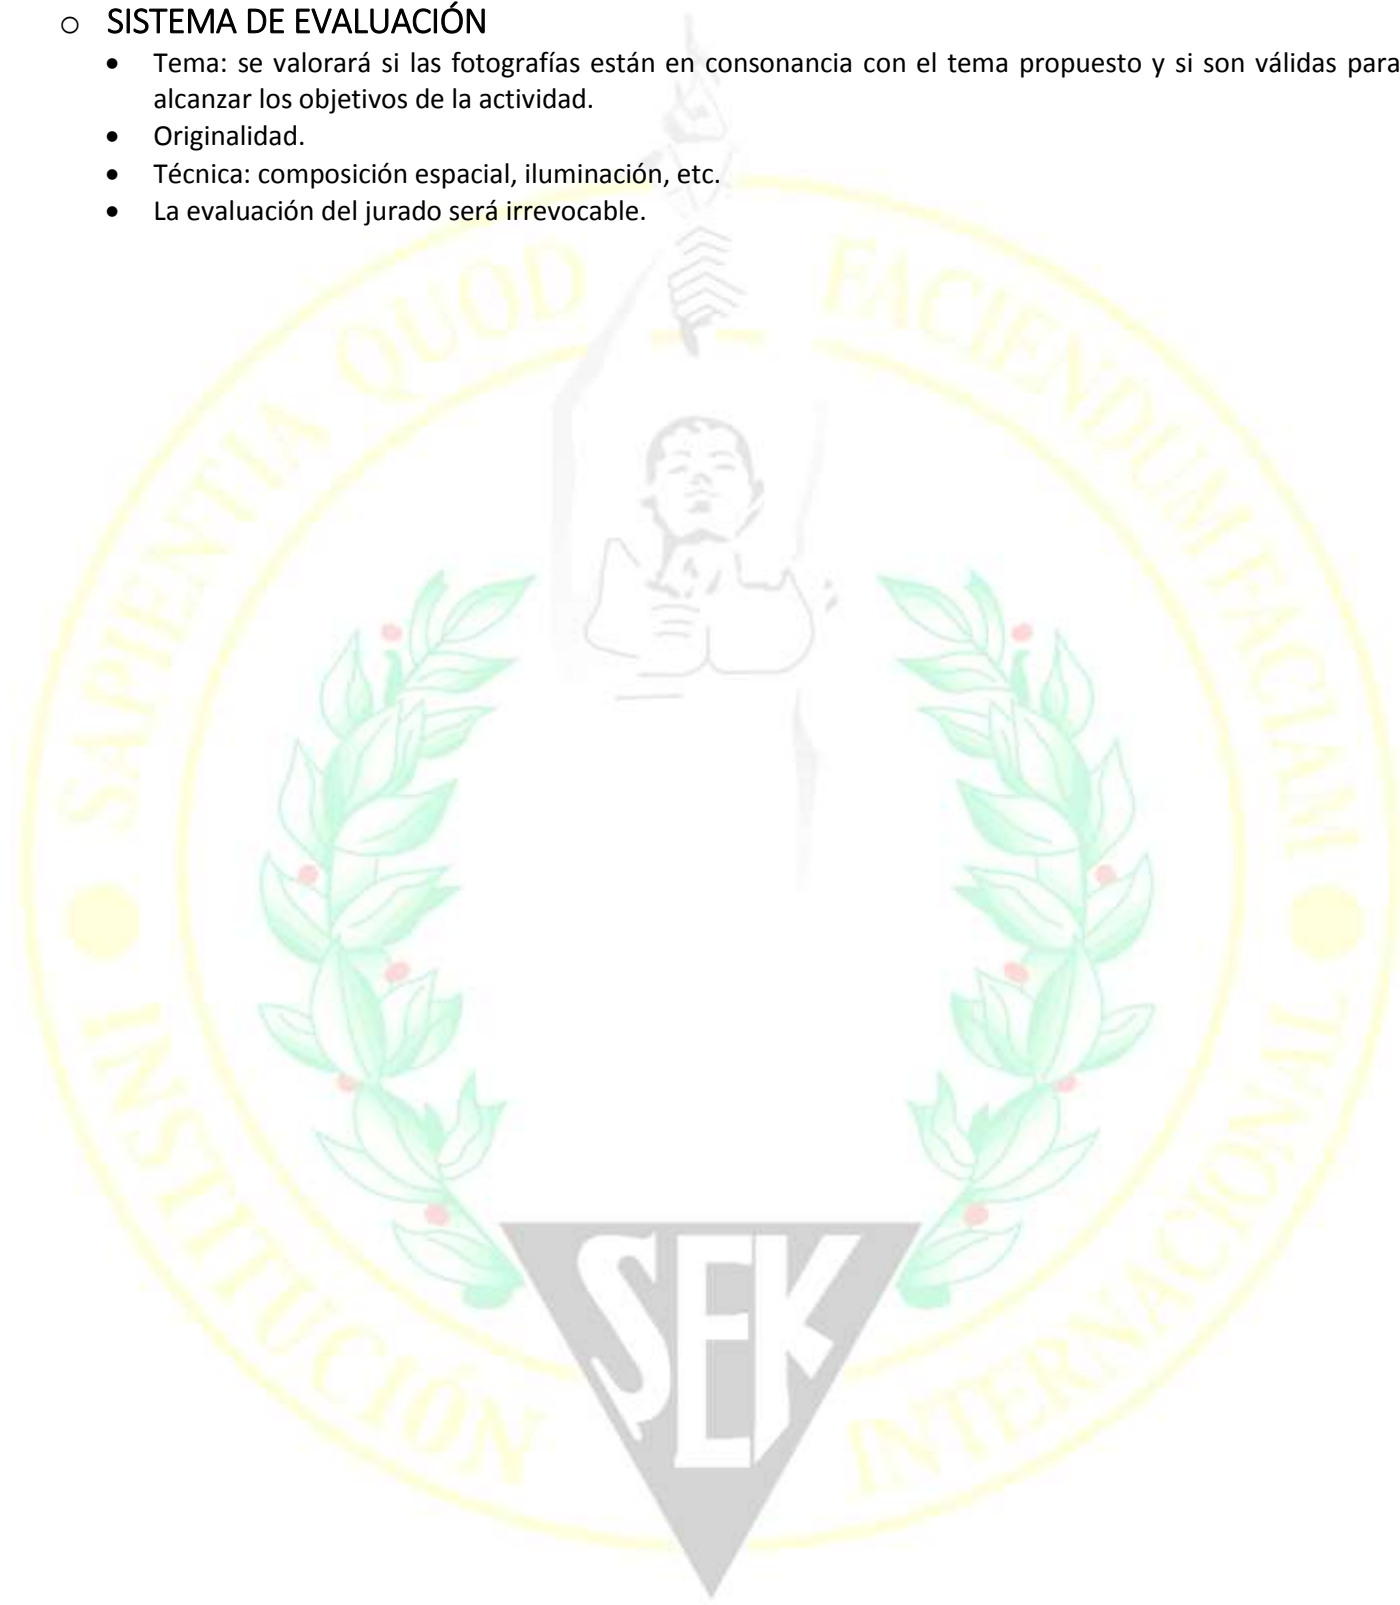 o SISTEMA DE EVALUACIÓN
• Tema: se valorará si las fotografías están en consonancia con el tema propuesto y si son válidas para
alcanzar los objetivos de la actividad.
• Originalidad.
• Técnica: composición espacial, iluminación, etc.
• La evaluación del jurado será irrevocable.
SAPIENTIA QUOD FACIENDUM FACIAM
INSTITUCIÓN INTERNACIONAL
SEK